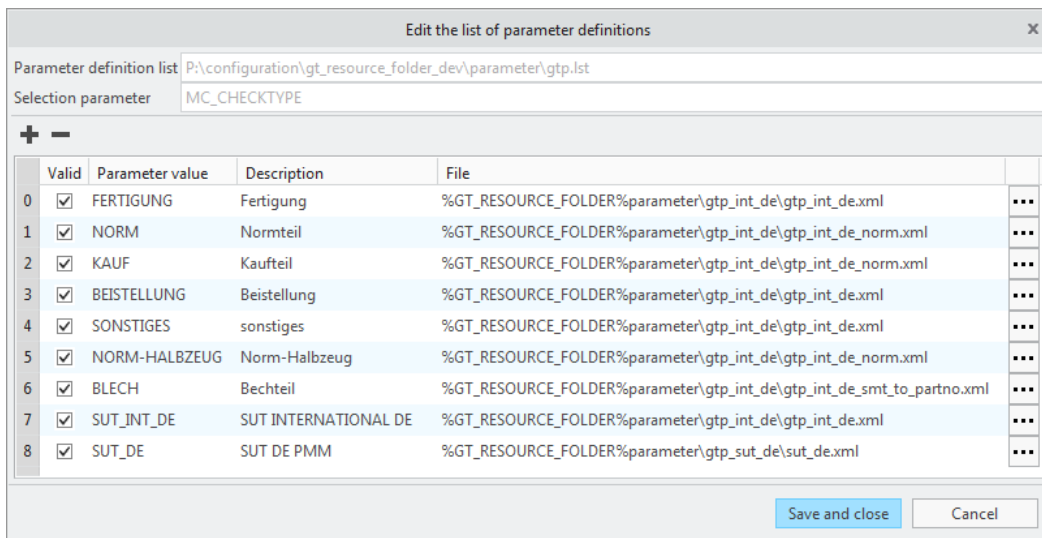 Edit the list of parameter definitions x
Parameter definition list P:\configuration\gt_resource_folder_dev\parameter\gtp.lst
Selection parameter MC_CHECKTYPE
Valid Parameter value Description File
0 FERTIGUNG Fertigung %GT_RESOURCE_FOLDER%parameter\gtp_int_de\gtp_int_de.xml ...
1 NORM Normteil %GT_RESOURCE_FOLDER%parameter\gtp_int_de\gtp_int_de_norm.xml ...
2 KAUF Kaufteil %GT_RESOURCE_FOLDER%parameter\gtp_int_de\gtp_int_de_norm.xml ...
3 BEISTELLUNG Beistellung %GT_RESOURCE_FOLDER%parameter\gtp_int_de\gtp_int_de.xml ...
4 SONSTIGES sonstiges %GT_RESOURCE_FOLDER%parameter\gtp_int_de\gtp_int_de.xml ...
5 NORM-HALBZEUG Norm-Halbzeug %GT_RESOURCE_FOLDER%parameter\gtp_int_de\gtp_int_de_norm.xml ...
6 BLECH Bechteil %GT_RESOURCE_FOLDER%parameter\gtp_int_de\gtp_int_de_smt_to_partno.xml ...
7 SUT_INT_DE SUT INTERNATIONAL DE %GT_RESOURCE_FOLDER%parameter\gtp_int_de\gtp_int_de.xml ...
8 SUT_DE SUT DE PMM %GT_RESOURCE_FOLDER%parameter\gtp_sut_de\sut_de.xml ...
Save and close Cancel